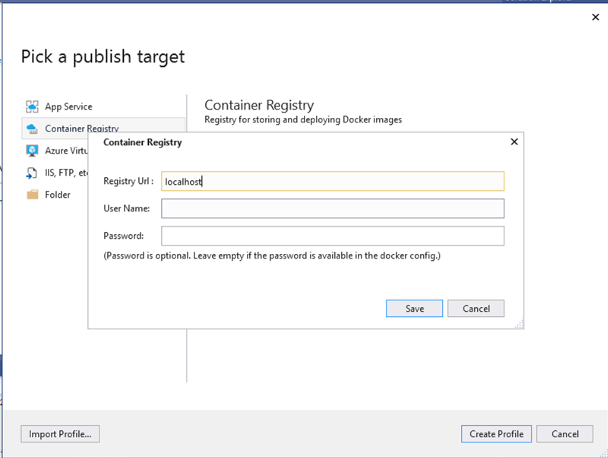 Pick a publish target
App Service
Container Registry
Azure Virtu
IIS, FTP, etc
Folder
Container Registry
Registry for storing and deploying Docker images
Container Registry
Registry Url :
localhost
User Name:
Password:
(Password is optional. Leave empty if the password is available in the docker config.)
Save
Cancel
Import Profile...
Create Profile
Cancel